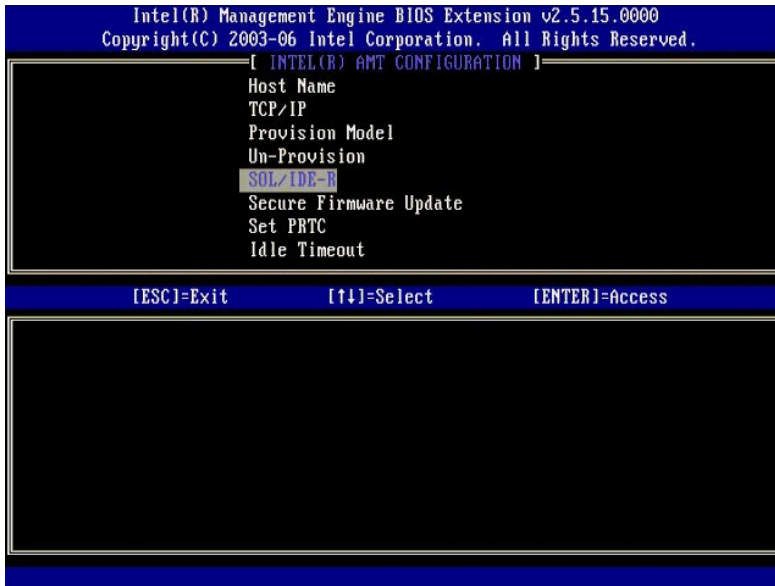 Intel(R) Management Engine BIOS Extension v2.5.15.0000
Copyright(C) 2003-06 Intel Corporation. All Rights Reserved.
[ INTEL(R) AMT CONFIGURATION ]
Host Name
TCP/IP
Provision Model
Un-Provision
SOL/IDE-R
Secure Firmware Update
Set PRTC
Idle Timeout
[ESC]=Exit [↑↓]=Select [ENTER]=Access